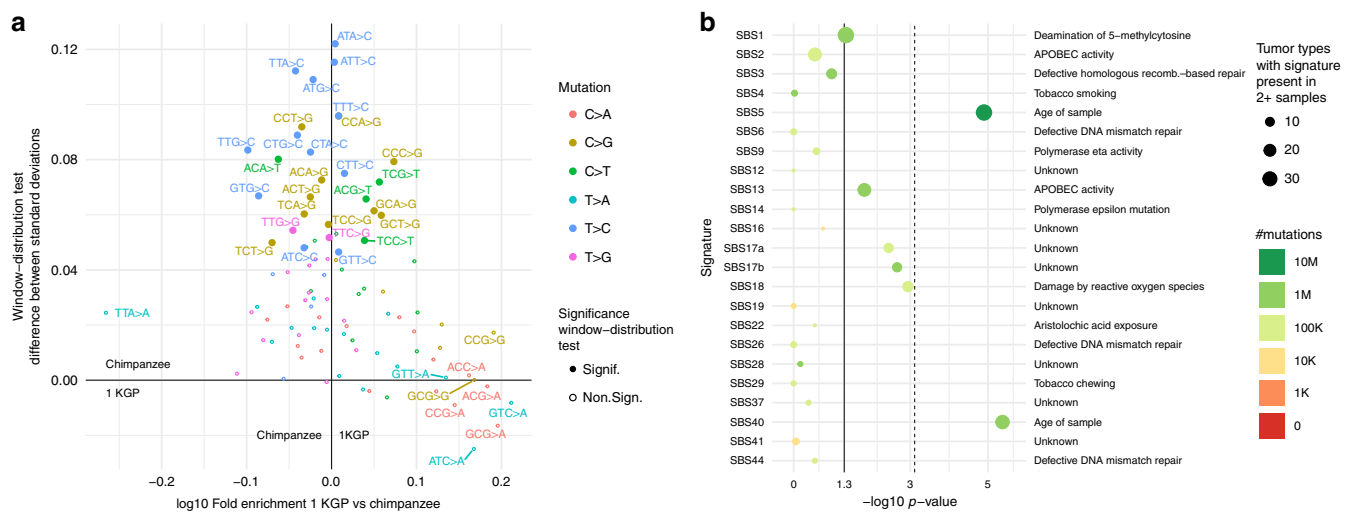 a
Window−distribution test
difference between standard deviations
0.12
0.08
0.04
0.00
−0.2
−0.1
0.0
0.1
0.2
log10 Fold enrichment 1 KGP vs chimpanzee
ATA>C
ATT>C
TTA>C
ATG>C
TTT>C
CCA>G
CCT>G
CTG>C
CTA>C
TTG>C
ACA>T
CCC>G
CTT>C
TCG>T
ACA>G
ACT>G
ACG>T
GTG>C
TCA>G
GCA>G
TTG>G
TCC>G
GCT>G
TTC>G
TCT>G
TCC>T
ATC>C
GTT>C
TTA>A
CCG>G
Chimpanzee
1 KGP
GTT>A
ACC>A
GCG>G
ACG>A
CCG>A
GTC>A
Chimpanzee
1KGP
GCG>A
ATC>A
Mutation
C>A
C>G
C>T
T>A
T>C
T>G
Significance
window−distribution
test
Signif.
Non.Sign.
b
Signature
SBS1 Deamination of 5−methylcytosine
SBS2 APOBEC activity
SBS3 Defective homologous recomb.−based repair
SBS4 Tobacco smoking
SBS5 Age of sample
SBS6 Defective DNA mismatch repair
SBS9 Polymerase eta activity
SBS12 Unknown
SBS13 APOBEC activity
SBS14 Polymerase epsilon mutation
SBS16 Unknown
SBS17a Unknown
SBS17b Unknown
SBS18 Damage by reactive oxygen species
SBS19 Unknown
SBS22 Aristolochic acid exposure
SBS26 Defective DNA mismatch repair
SBS28 Unknown
SBS29 Tobacco chewing
SBS37 Unknown
SBS40 Age of sample
SBS41 Unknown
SBS44 Defective DNA mismatch repair
0 1.3 3 5
−log10 p−value
Tumor types
with signature
present in
2+ samples
10
20
30
#mutations
10M
1M
100K
10K
1K
0